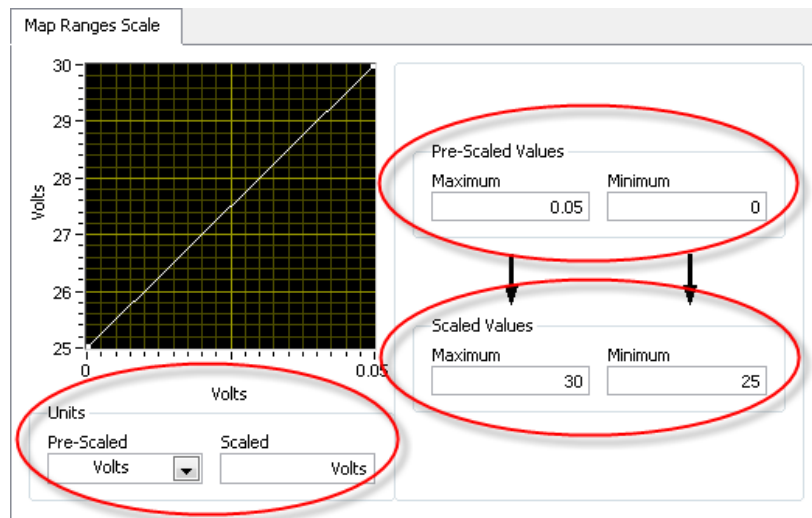 Map Ranges Scale
30
29
28
27
26
25
Volts
0
0.05
Volts
Pre-Scaled Values
Maximum Minimum
0.05 0
Scaled Values
Maximum Minimum
30 25
Units
Pre-Scaled Scaled
Volts Volts